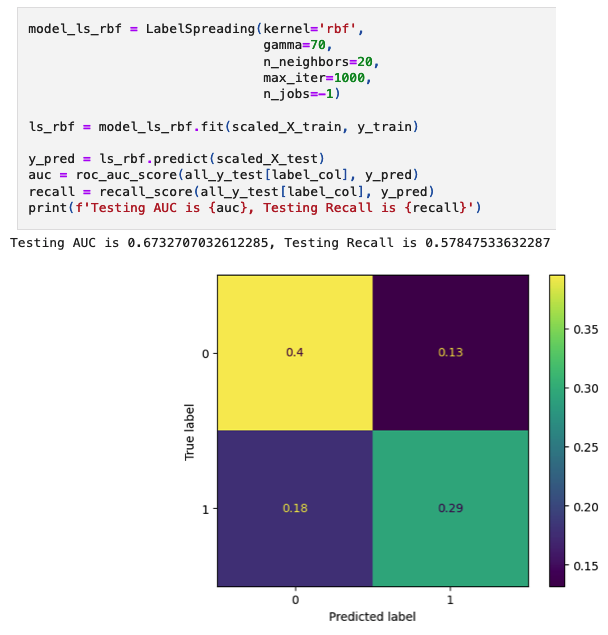 model_ls_rbf = LabelSpreading(kernel='rbf',
gamma=70,
n_neighbors=20,
max_iter=1000,
n_jobs=-1)
ls_rbf = model_ls_rbf.fit(scaled_X_train, y_train)
y_pred = ls_rbf.predict(scaled_X_test)
auc = roc_auc_score(all_y_test[label_col], y_pred)
recall = recall_score(all_y_test[label_col], y_pred)
print(f'Testing AUC is {auc}, Testing Recall is {recall}')
Testing AUC is 0.6732707032612285, Testing Recall is 0.57847533632287
0.35
0.30
0.25
0.20
0.15
True label
0
0.4
0.13
1
0.18
0.29
0
1
Predicted label